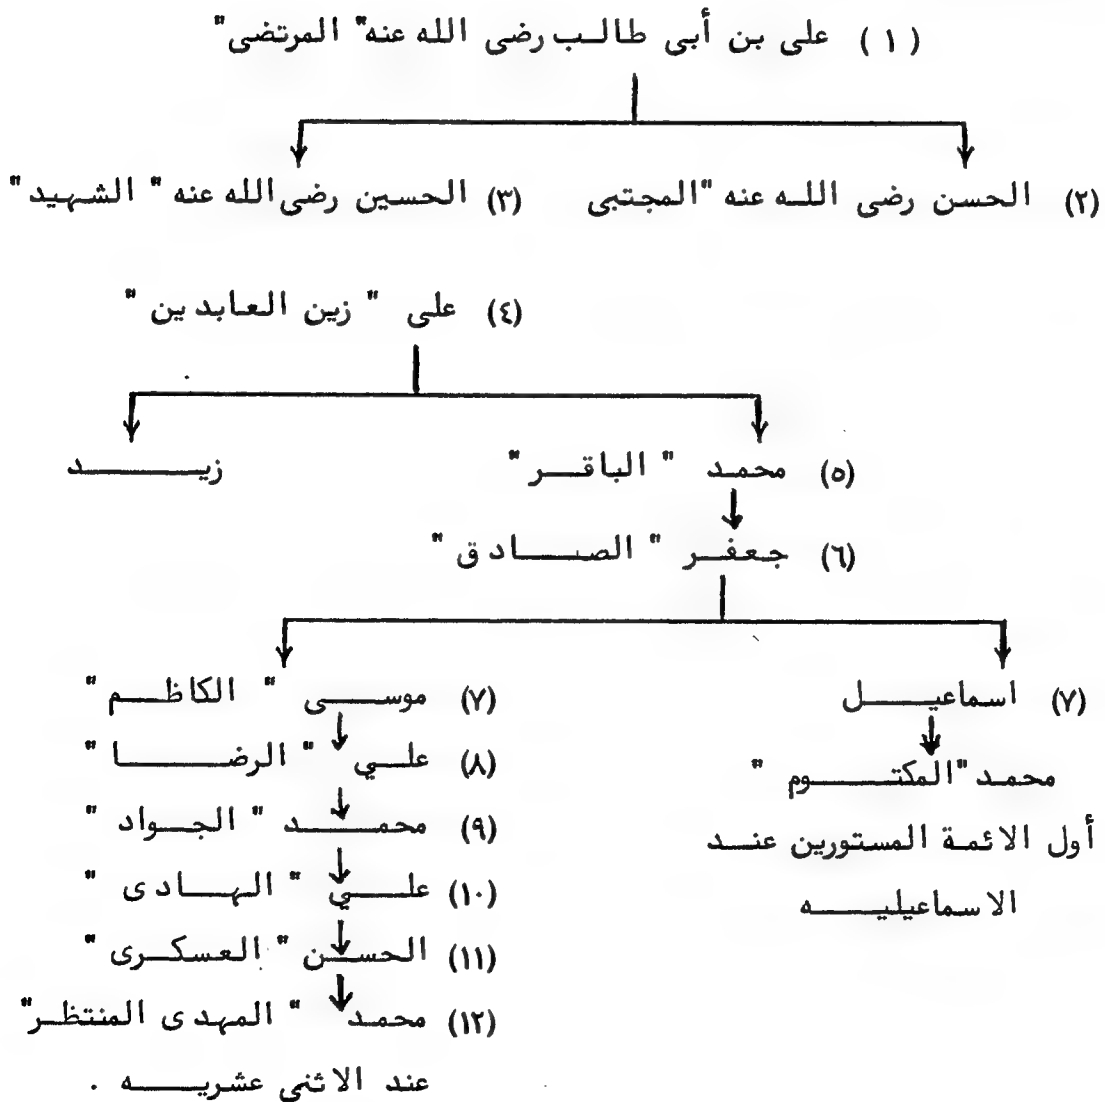 (١) على بن أبى طالب رضى الله عنه "المرتضى"
(٢) الحسن رضى الله عنه "المجتبى
(٣) الحسين رضى الله عنه "الشهيد"
(٤) على "زين العابدين"
(٥) محمد "الباقر"
زيد
(٦) جعفر "الصادق"
(٧) اسماعيل
محمد "المكتوم"
أول الائمة المستورين عند
الاسماعيليه
(٧) موسى "الكاظم"
(٨) علي "الرضا"
(٩) محمد "الجواد"
(١٠) علي "الهادى"
(١١) الحسن "العسكرى"
(١٢) محمد "المهدى المنتظر"
عند الاثنى عشريه .